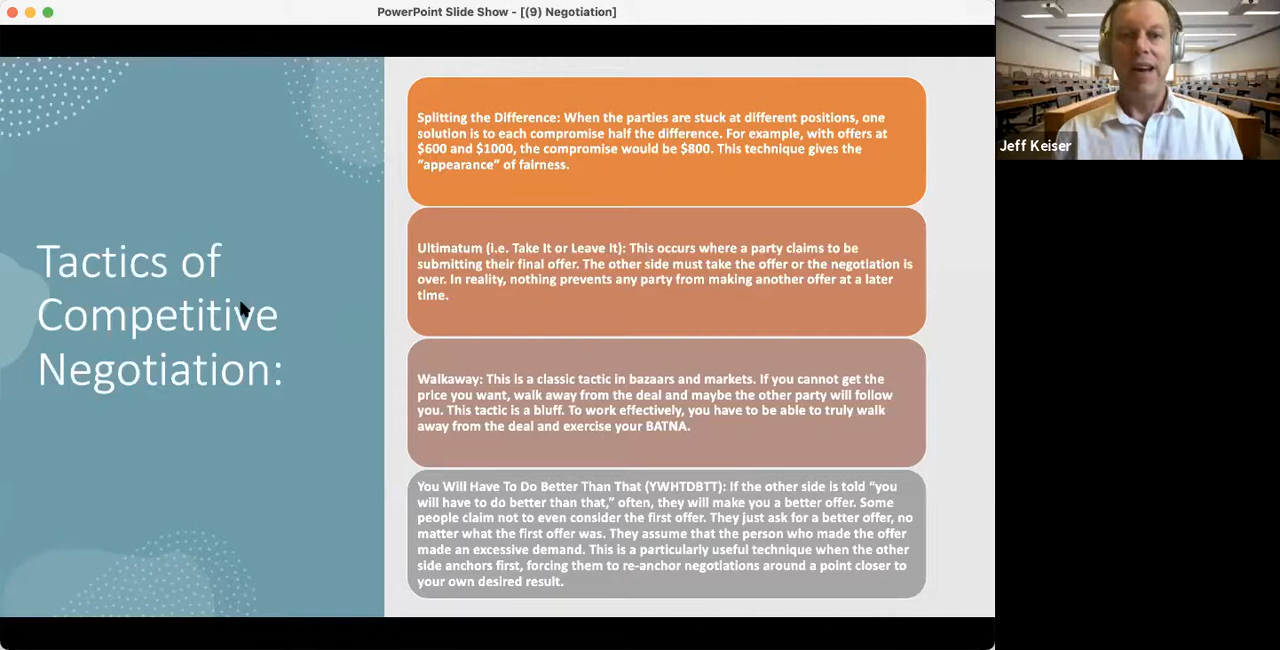 PowerPoint Slide Show - [(9) Negotiation]
Tactics of
Competitive
Negotiation:
Splitting the Difference: When the parties are stuck at different positions, one
solution is to each compromise half the difference. For example, with offers at
$600 and $1000, the compromise would be $800. This technique gives the
“appearance” of fairness.
Ultimatum (i.e. Take It or Leave It): This occurs where a party claims to be
submitting their final offer. The other side must take the offer or the negotiation is
over. In reality, nothing prevents any party from making another offer at a later
time.
Walkaway: This is a classic tactic in bazaars and markets. If you cannot get the
price you want, walk away from the deal and maybe the other party will follow
you. This tactic is a bluff. To work effectively, you have to be able to truly walk
away from the deal and exercise your BATNA.
You Will Have To Do Better Than That (YWHTDBTT): If the other side is told “you
will have to do better than that,” often, they will make you a better offer. Some
people claim not to even consider the first offer. They just ask for a better offer, no
matter what the first offer was. They assume that the person who made the offer
made an excessive demand. This is a particularly useful technique when the other
side anchors first, forcing them to re-anchor negotiations around a point closer to
your own desired result.
Jeff Keiser